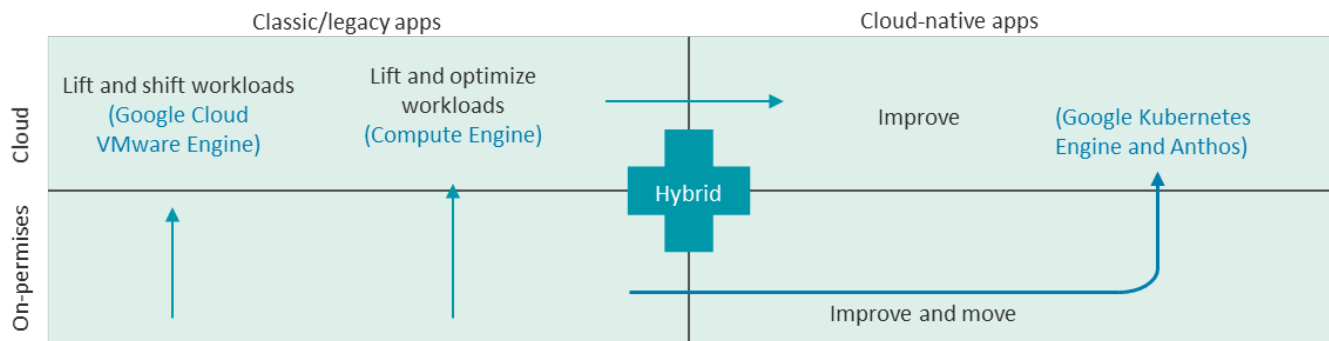 Classic/legacy apps
Cloud-native apps
Cloud
Lift and shift workloads
(Google Cloud
VMware Engine)
Lift and optimize
workloads
(Compute Engine)
Improve
(Google Kubernetes
Engine and Anthos)
Hybrid
On-permises
Improve and move